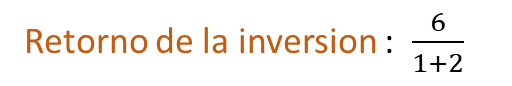 Retorno de la inversion : 6/(1+2)